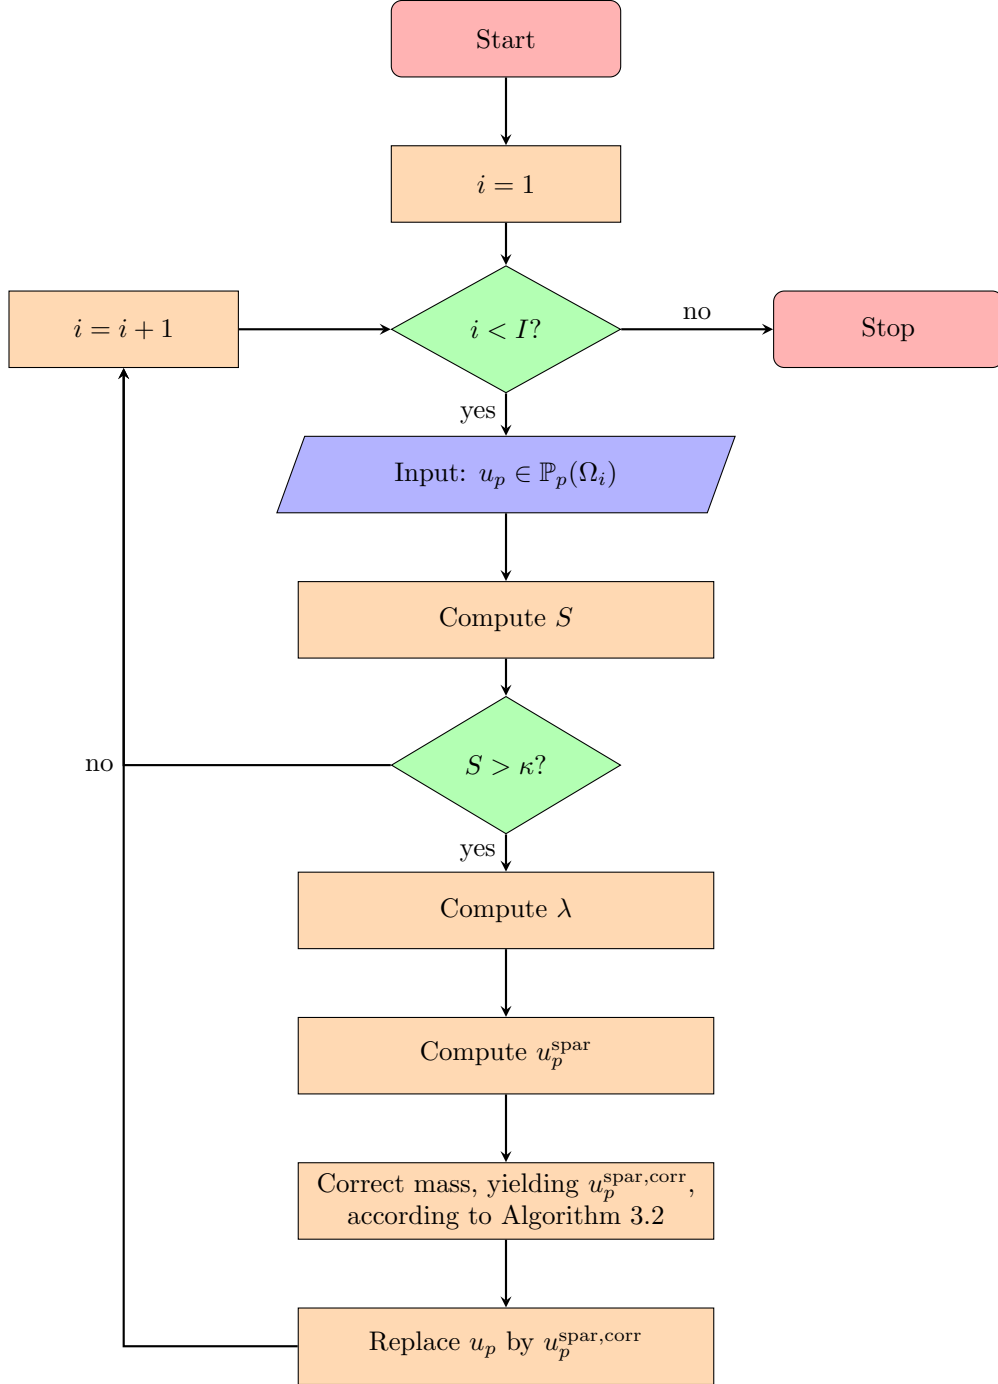 Start
i = 1
i = i + 1
i < I?
no
Stop
yes
Input: u_p ∈ ℙ_p(Ω_i)
Compute S
S > κ?
no
yes
Compute λ
Compute u_p^spar
Correct mass, yielding u_p^spar,corr,
according to Algorithm 3.2
Replace u_p by u_p^spar,corr